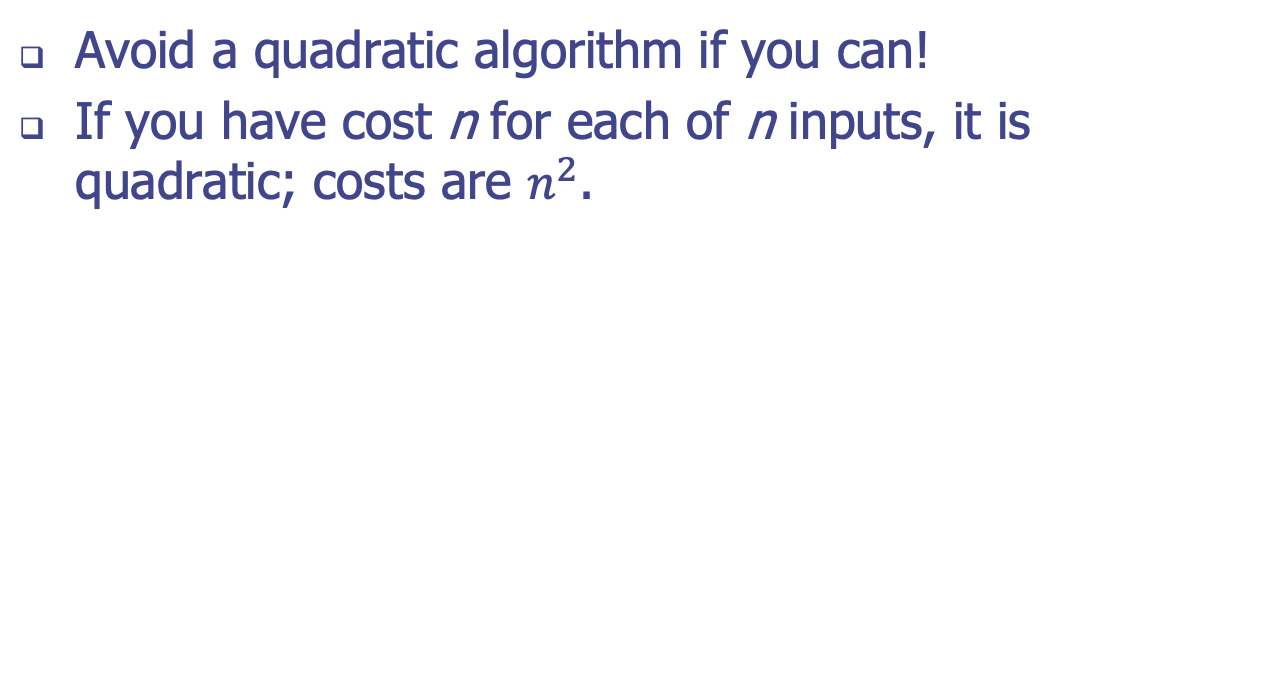 ❑ Avoid a quadratic algorithm if you can!
❑ If you have cost n for each of n inputs, it is
quadratic; costs are n².